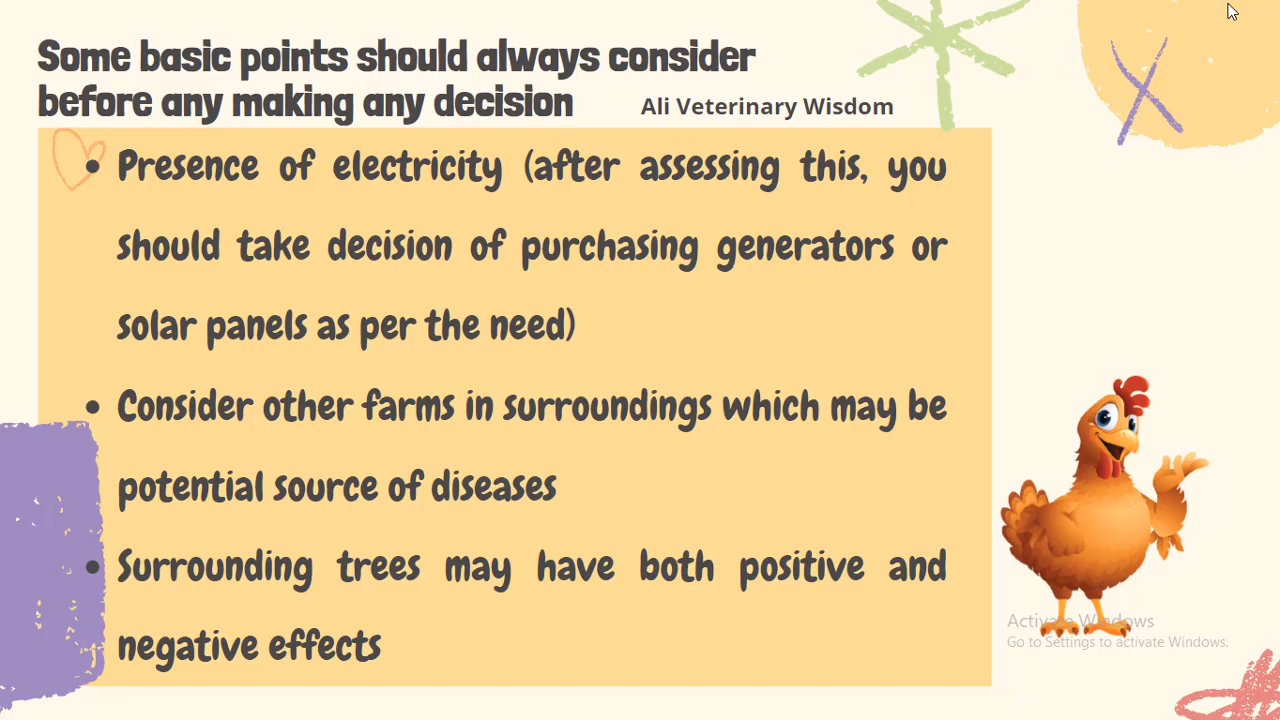 Some basic points should always consider
before any making any decision
Ali Veterinary Wisdom
• Presence of electricity (after assessing this, you
should take decision of purchasing generators or
solar panels as per the need)
• Consider other farms in surroundings which may be
potential source of diseases
• Surrounding trees may have both positive and
negative effects
Activate Windows
Go to Settings to activate Windows.